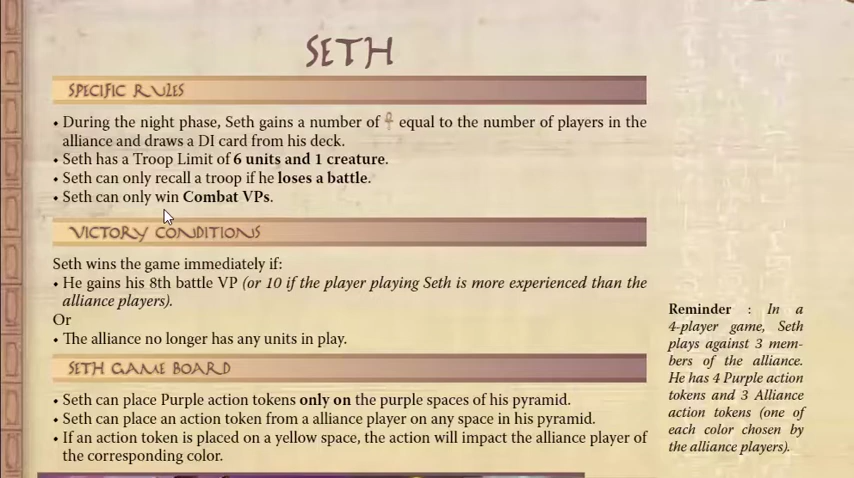 SETH
SPECIFIC RULES
• During the night phase, Seth gains a number of equal to the number of players in the
alliance and draws a DI card from his deck.
• Seth has a Troop Limit of 6 units and 1 creature.
• Seth can only recall a troop if he loses a battle.
• Seth can only win Combat VPs.
VICTORY CONDITIONS
Seth wins the game immediately if:
• He gains his 8th battle VP (or 10 if the player playing Seth is more experienced than the
alliance players).
Or
• The alliance no longer has any units in play.
SETH GAME BOARD
• Seth can place Purple action tokens only on the purple spaces of his pyramid.
• Seth can place an action token from a alliance player on any space in his pyramid.
• If an action token is placed on a yellow space, the action will impact the alliance player of
the corresponding color.
Reminder : In a
4-player game, Seth
plays against 3 mem-
bers of the alliance.
He has 4 Purple action
tokens and 3 Alliance
action tokens (one of
each color chosen by
the alliance players).